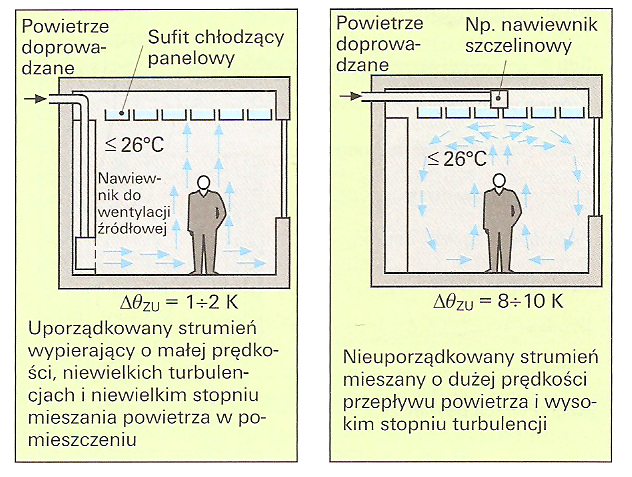 Powietrze
doprowa-
dzane
Sufit chłodzący
panelowy
≤ 26°C
Nawiew-
nik do
wentylacji
źródłowej
Δθ_ZU = 1÷2 K
Uporządkowany strumień
wypierający o małej prędko-
ści, niewielkich turbulen-
cjach i niewielkim stopniu
mieszania powietrza w po-
mieszczeniu
Powietrze
doprowa-
dzane
Np. nawiewnik
szczelinowy
≤ 26°C
Δθ_ZU = 8÷10 K
Nieuporządkowany strumień
mieszany o dużej prędkości
przepływu powietrza i wyso-
kim stopniu turbulencji